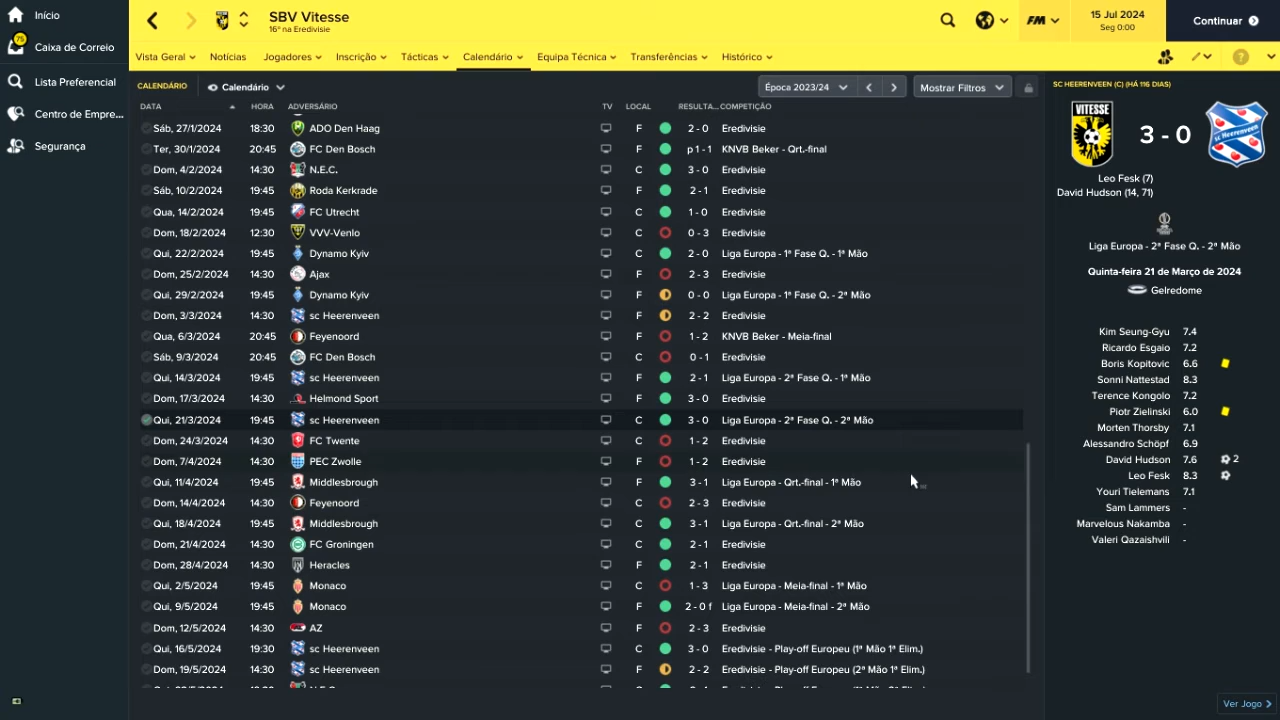 Início
75
Caixa de Correio
Lista Preferencial
Centro de Empre...
Segurança
SBV Vitesse
16º na Eredivisie
FM
15 Jul 2024
Seg 0:00
Continuar
Vista Geral Notícias Jogadores Inscrição Tácticas Calendário Equipa Técnica Transferências Histórico
CALENDÁRIO Calendário Época 2023/24 Mostrar Filtros
DATA HORA ADVERSÁRIO TV LOCAL RESULTA... COMPETIÇÃO
Sáb, 27/1/2024 18:30 ADO Den Haag F 2 - 0 Eredivisie
Ter, 30/1/2024 20:45 FC Den Bosch F p 1 - 1 KNVB Beker - Qrt.-final
Dom, 4/2/2024 14:30 N.E.C. C 3 - 0 Eredivisie
Sáb, 10/2/2024 19:45 Roda Kerkrade F 2 - 1 Eredivisie
Qua, 14/2/2024 19:45 FC Utrecht C 1 - 0 Eredivisie
Dom, 18/2/2024 12:30 VVV-Venlo C 0 - 3 Eredivisie
Qui, 22/2/2024 19:45 Dynamo Kyiv C 2 - 0 Liga Europa - 1ª Fase Q. - 1ª Mão
Dom, 25/2/2024 14:30 Ajax F 2 - 3 Eredivisie
Qui, 29/2/2024 19:45 Dynamo Kyiv F 0 - 0 Liga Europa - 1ª Fase Q. - 2ª Mão
Dom, 3/3/2024 14:30 sc Heerenveen F 2 - 2 Eredivisie
Qua, 6/3/2024 20:45 Feyenoord F 1 - 2 KNVB Beker - Meia-final
Sáb, 9/3/2024 20:45 FC Den Bosch C 0 - 1 Eredivisie
Qui, 14/3/2024 19:45 sc Heerenveen F 2 - 1 Liga Europa - 2ª Fase Q. - 1ª Mão
Dom, 17/3/2024 14:30 Helmond Sport F 3 - 0 Eredivisie
Qui, 21/3/2024 19:45 sc Heerenveen C 3 - 0 Liga Europa - 2ª Fase Q. - 2ª Mão
Dom, 24/3/2024 14:30 FC Twente C 1 - 2 Eredivisie
Dom, 7/4/2024 14:30 PEC Zwolle F 1 - 2 Eredivisie
Qui, 11/4/2024 19:45 Middlesbrough F 3 - 1 Liga Europa - Qrt.-final - 1ª Mão
Dom, 14/4/2024 14:30 Feyenoord C 2 - 3 Eredivisie
Qui, 18/4/2024 19:45 Middlesbrough C 3 - 1 Liga Europa - Qrt.-final - 2ª Mão
Dom, 21/4/2024 14:30 FC Groningen C 2 - 1 Eredivisie
Dom, 28/4/2024 14:30 Heracles F 2 - 1 Eredivisie
Qui, 2/5/2024 19:45 Monaco C 1 - 3 Liga Europa - Meia-final - 1ª Mão
Qui, 9/5/2024 19:45 Monaco F 2 - 0 f Liga Europa - Meia-final - 2ª Mão
Dom, 12/5/2024 14:30 AZ F 2 - 3 Eredivisie
Qui, 16/5/2024 19:30 sc Heerenveen C 3 - 0 Eredivisie - Play-off Europeu (1ª Mão 1ª Elim.)
Dom, 19/5/2024 14:30 sc Heerenveen F 2 - 2 Eredivisie - Play-off Europeu (2ª Mão 1ª Elim.)
SC HEERENVEEN (C) (HÁ 116 DIAS)
VITESSE
3 - 0
Leo Fesk (7)
David Hudson (14, 71)
Liga Europa - 2ª Fase Q. - 2ª Mão
Quinta-feira 21 de Março de 2024
Gelredome
Kim Seung-Gyu 7.4
Ricardo Esgaio 7.2
Boris Kopitovic 6.6
Sonni Nattestad 8.3
Terence Kongolo 7.2
Piotr Zielinski 6.0
Morten Thorsby 7.1
Alessandro Schöpf 6.9
David Hudson 7.6 2
Leo Fesk 8.3
Youri Tielemans 7.1
Sam Lammers -
Marvelous Nakamba -
Valeri Qazaishvili -
Ver Jogo